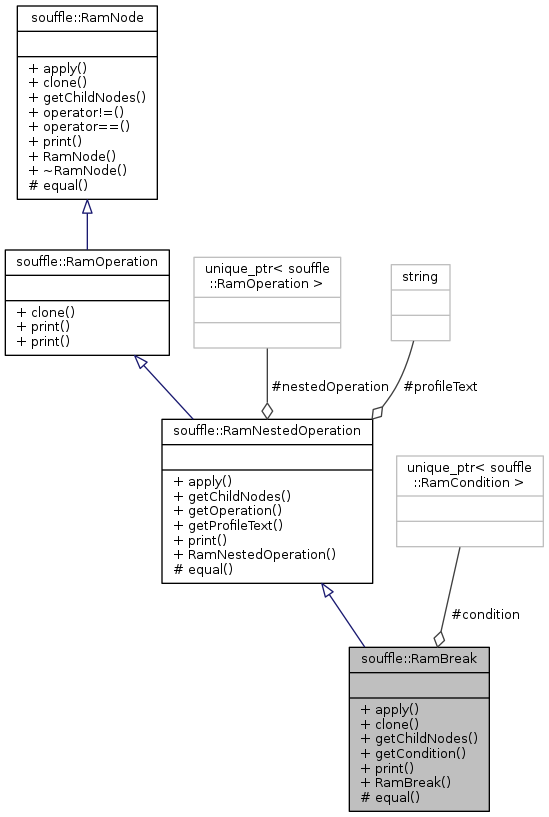 souffle::RamNode
+ apply()
+ clone()
+ getChildNodes()
+ operator!=()
+ operator==()
+ print()
+ RamNode()
+ ~RamNode()
# equal()
souffle::RamOperation
+ clone()
+ print()
+ print()
unique_ptr< souffle
::RamOperation >
string
#nestedOperation
#profileText
souffle::RamNestedOperation
+ apply()
+ getChildNodes()
+ getOperation()
+ getProfileText()
+ print()
+ RamNestedOperation()
# equal()
unique_ptr< souffle
::RamCondition >
#condition
souffle::RamBreak
+ apply()
+ clone()
+ getChildNodes()
+ getCondition()
+ print()
+ RamBreak()
# equal()